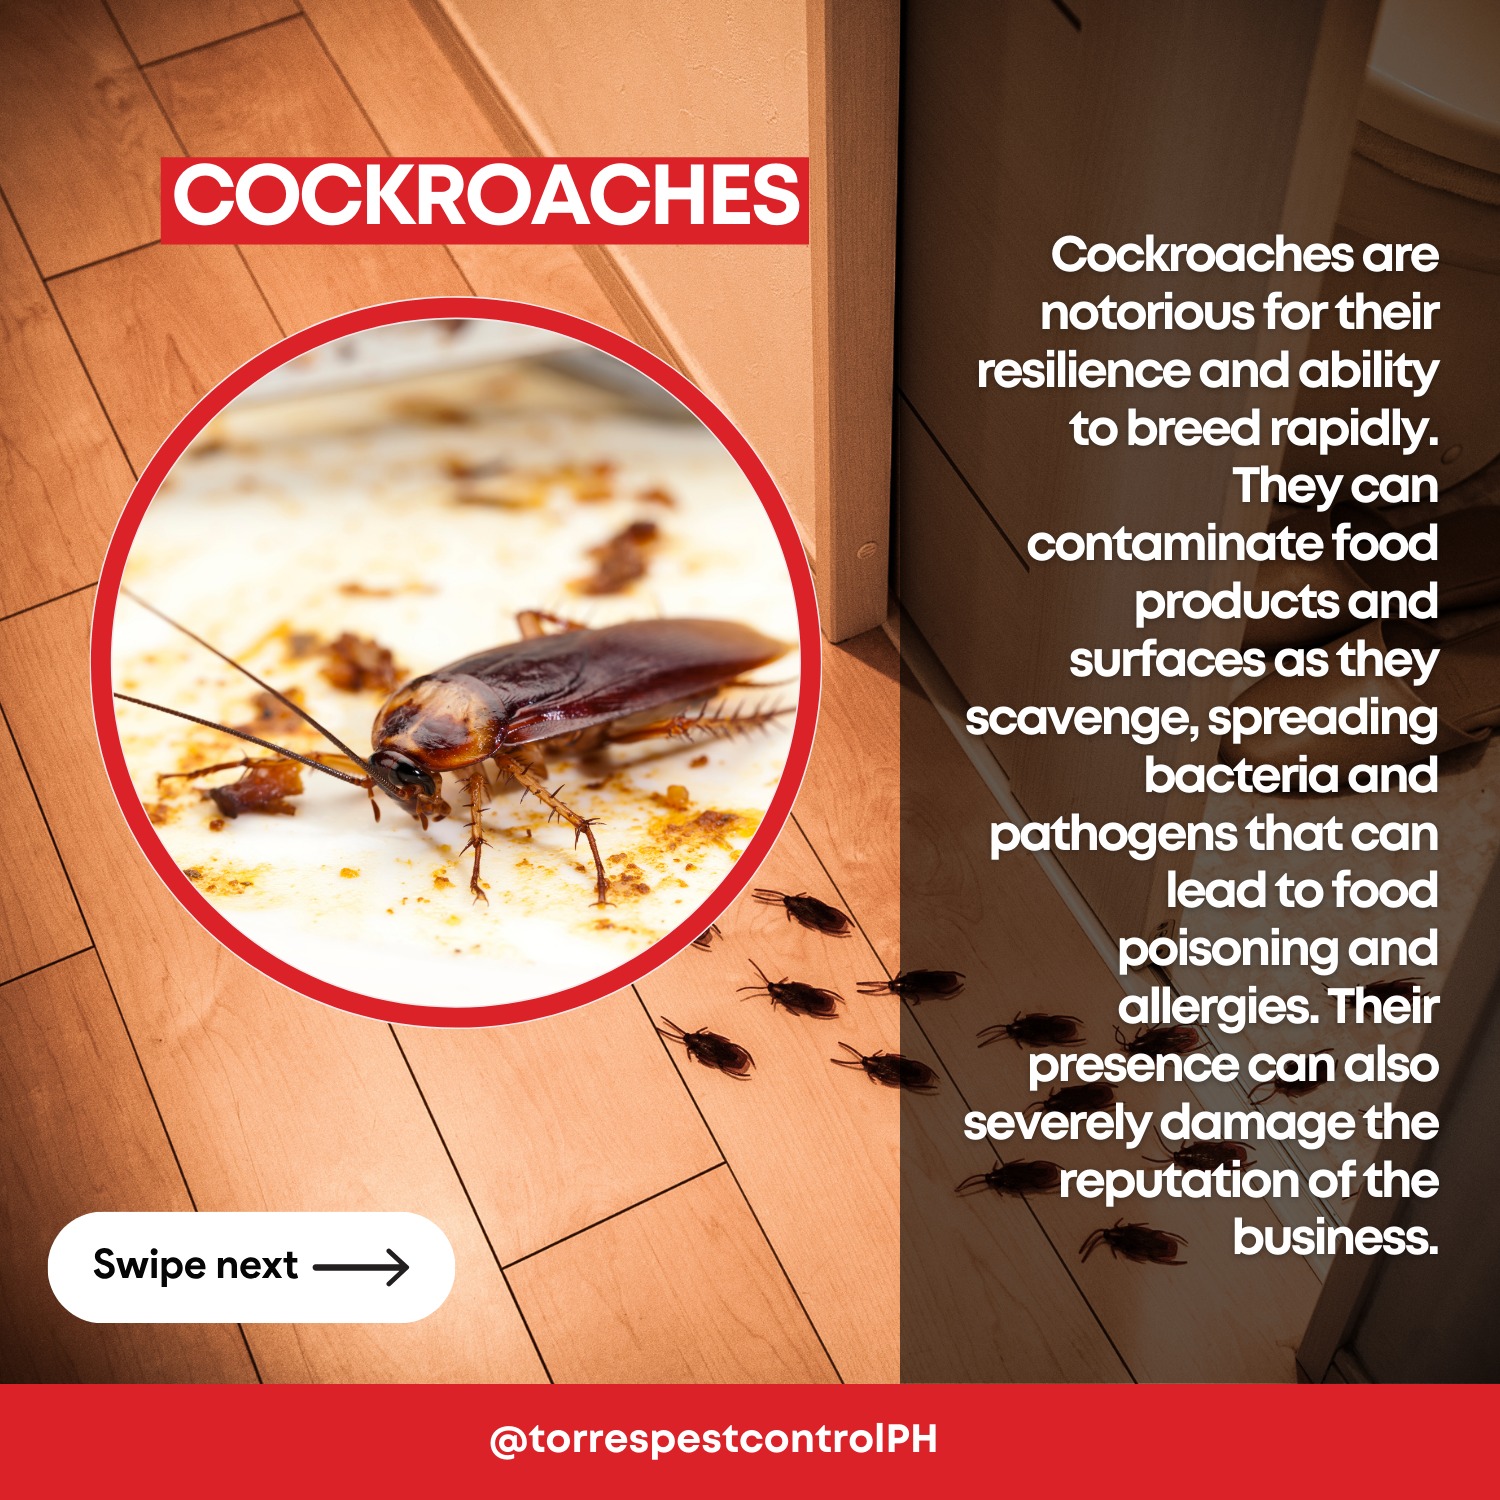 COCKROACHES
Cockroaches are
notorious for their
resilience and ability
to breed rapidly.
They can
contaminate food
products and
surfaces as they
scavenge, spreading
bacteria and
pathogens that can
lead to food
poisoning and
allergies. Their
presence can also
severely damage the
reputation of the
business.
Swipe next
@torrespestcontrolPH